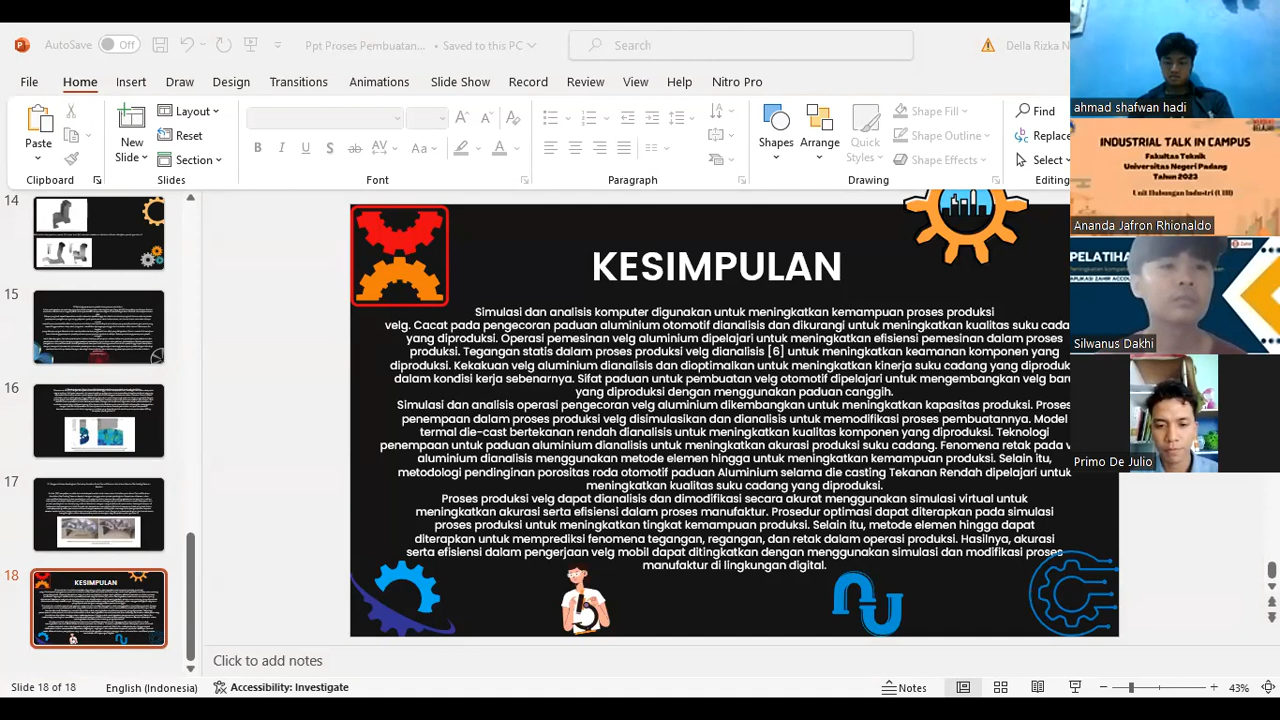 AutoSave Off Ppt Proses Pembuatan... • Saved to this PC Search Della Rizka N
File Home Insert Draw Design Transitions Animations Slide Show Record Review View Help Nitro Pro
Paste
Clipboard
New
Slide
Layout
Reset
Section
Slides
B I U S ab AV Aa A
Font
Paragraph
Shapes
Arrange
Quick
Styles
Shape Fill
Shape Outline
Shape Effects
Drawing
Find
Replace
Select
Editing
14
15
16
17
18
KESIMPULAN
KESIMPULAN
Simulasi dan analisis komputer digunakan untuk meningkatkan kemampuan proses produksi
velg. Cacat pada pengecoran paduan aluminium otomotif dianalisis dan dikurangi untuk meningkatkan kualitas suku cada
yang diproduksi. Operasi pemesinan velg aluminium dipelajari untuk meningkatkan efisiensi pemesinan dalam proses
produksi. Tegangan statis dalam proses produksi velg dianalisis [6] untuk meningkatkan keamanan komponen yang
diproduksi. Kekakuan velg aluminium dianalisis dan dioptimalkan untuk meningkatkan kinerja suku cadang yang produks
dalam kondisi kerja sebenarnya. Sifat paduan untuk pembuatan velg otomotif dipelajari untuk mengembangkan velg baru
yang diproduksi dengan menggunakan paduan canggih.
Simulasi dan analisis operasi pengecoran velg aluminium dikembangkan untuk meningkatkan kapasitas produksi. Proses
penempaan dalam proses produksi velg disimulasikan dan dianalisis untuk memodifikasi proses pembuatannya. Model
termal die-cast bertekanan rendah dianalisis untuk meningkatkan kualitas komponen yang diproduksi. Teknologi
penempaan untuk paduan aluminium dianalisis untuk meningkatkan akurasi produksi suku cadang. Fenomena retak pada v
aluminium dianalisis menggunakan metode elemen hingga untuk meningkatkan kemampuan produksi. Selain itu,
metodologi pendinginan porositas roda otomotif paduan Aluminium selama die casting Tekanan Rendah dipelajari untuk
meningkatkan kualitas suku cadang yang diproduksi.
Proses produksi velg dapat dianalisis dan dimodifikasi secara akurat menggunakan simulasi virtual untuk
meningkatkan akurasi serta efisiensi dalam proses manufaktur. Prosedur optimasi dapat diterapkan pada simulasi
proses produksi untuk meningkatkan tingkat kemampuan produksi. Selain itu, metode elemen hingga dapat
diterapkan untuk memprediksi fenomena tegangan, regangan, dan retak dalam operasi produksi. Hasilnya, akurasi
serta efisiensi dalam pengerjaan velg mobil dapat ditingkatkan dengan menggunakan simulasi dan modifikasi proses
manufaktur di lingkungan digital.
ahmad shafwan hadi
INDUSTRIAL TALK IN CAMPUS
Fakultas Teknik
Universitas Negeri Padang
Tahun 2023
Unit Hubungan Industri (UHI)
Ananda Jafron Rhionaldo
PELATIHA
Silwanus Dakhi
Primo De Julio
Click to add notes
Slide 18 of 18 English (Indonesia) Accessibility: Investigate Notes 43%